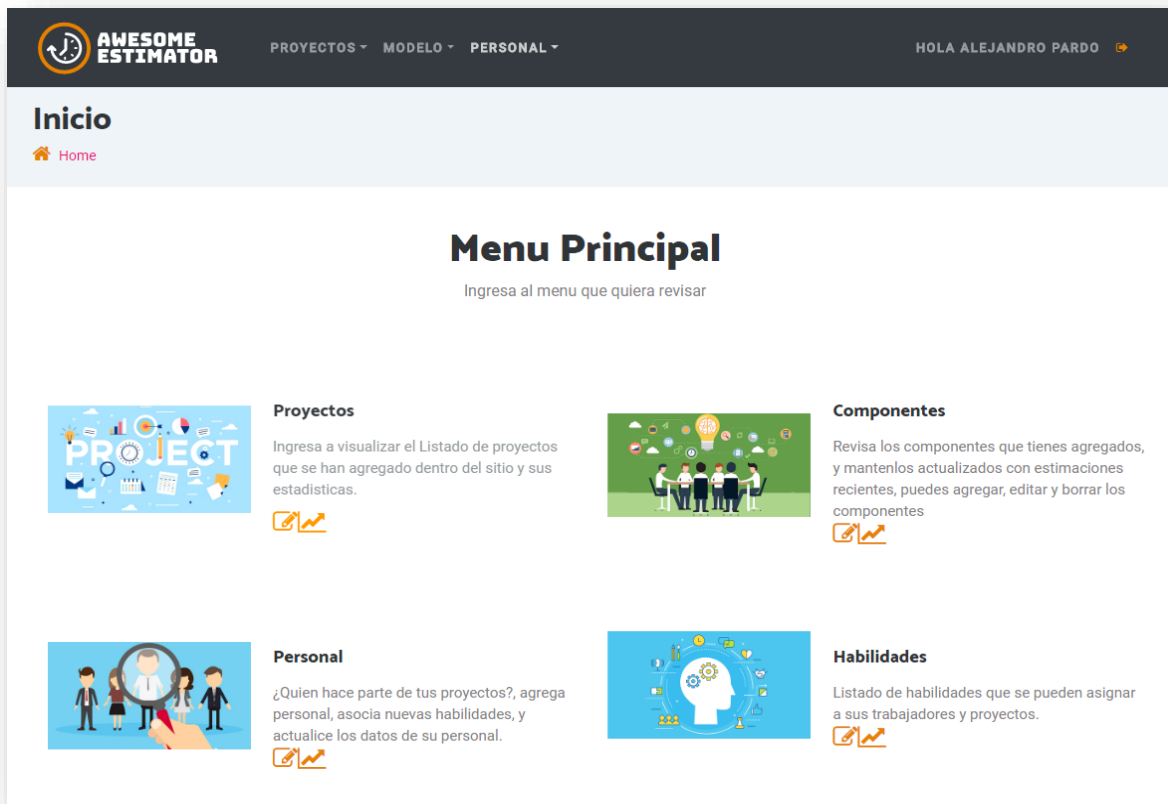 AWESOME
ESTIMATOR
PROYECTOS MODELO PERSONAL
HOLA ALEJANDRO PARDO
Inicio
Home
Menu Principal
Ingresa al menu que quiera revisar
PROJECT
Proyectos
Ingresa a visualizar el Listado de proyectos
que se han agregado dentro del sitio y sus
estadisticas.
Componentes
Revisa los componentes que tienes agregados,
y mantenlos actualizados con estimaciones
recientes, puedes agregar, editar y borrar los
componentes
Personal
¿Quien hace parte de tus proyectos?, agrega
personal, asocia nuevas habilidades, y
actualice los datos de su personal.
Habilidades
Listado de habilidades que se pueden asignar
a sus trabajadores y proyectos.